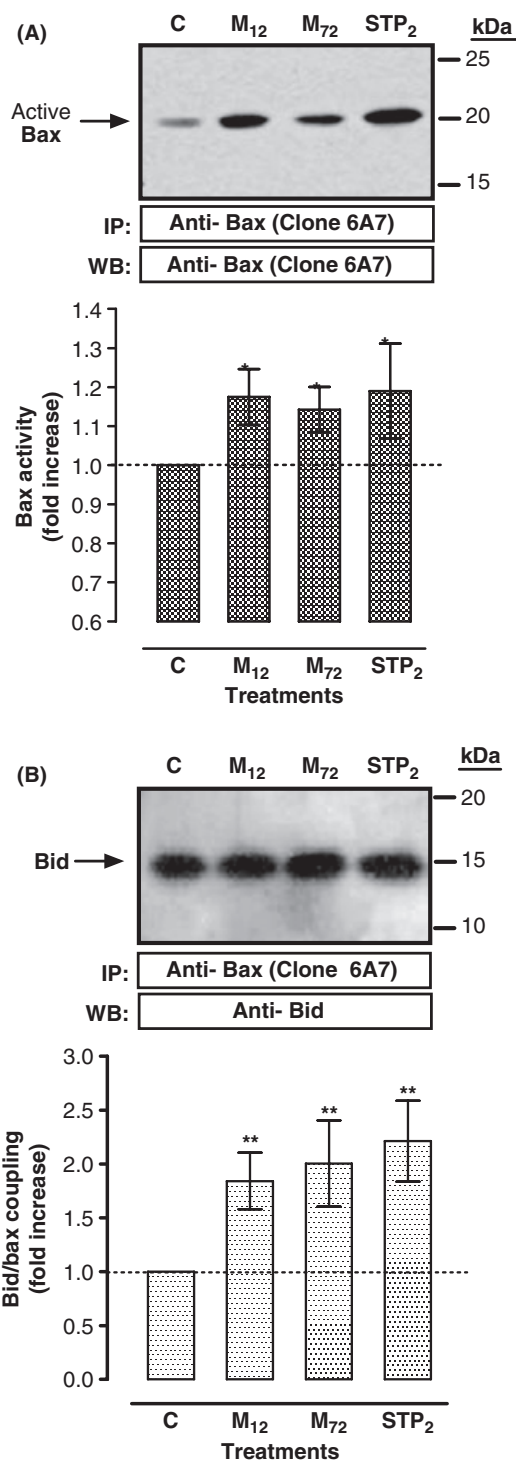 (A)
C M₁₂ M₇₂ STP₂ kDa
25
Active
Bax
20
15
IP: Anti- Bax (Clone 6A7)
WB: Anti- Bax (Clone 6A7)
Bax activity
(fold increase)
1.4
1.3
1.2
1.1
1.0
0.9
0.8
0.7
0.6
* * *
C M₁₂ M₇₂ STP₂
Treatments
(B)
C M₁₂ M₇₂ STP₂ kDa
20
Bid
15
10
IP: Anti- Bax (Clone 6A7)
WB: Anti- Bid
Bid/bax coupling
(fold increase)
3.0
2.5
2.0
1.5
1.0
0.5
0.0
** ** **
C M₁₂ M₇₂ STP₂
Treatments